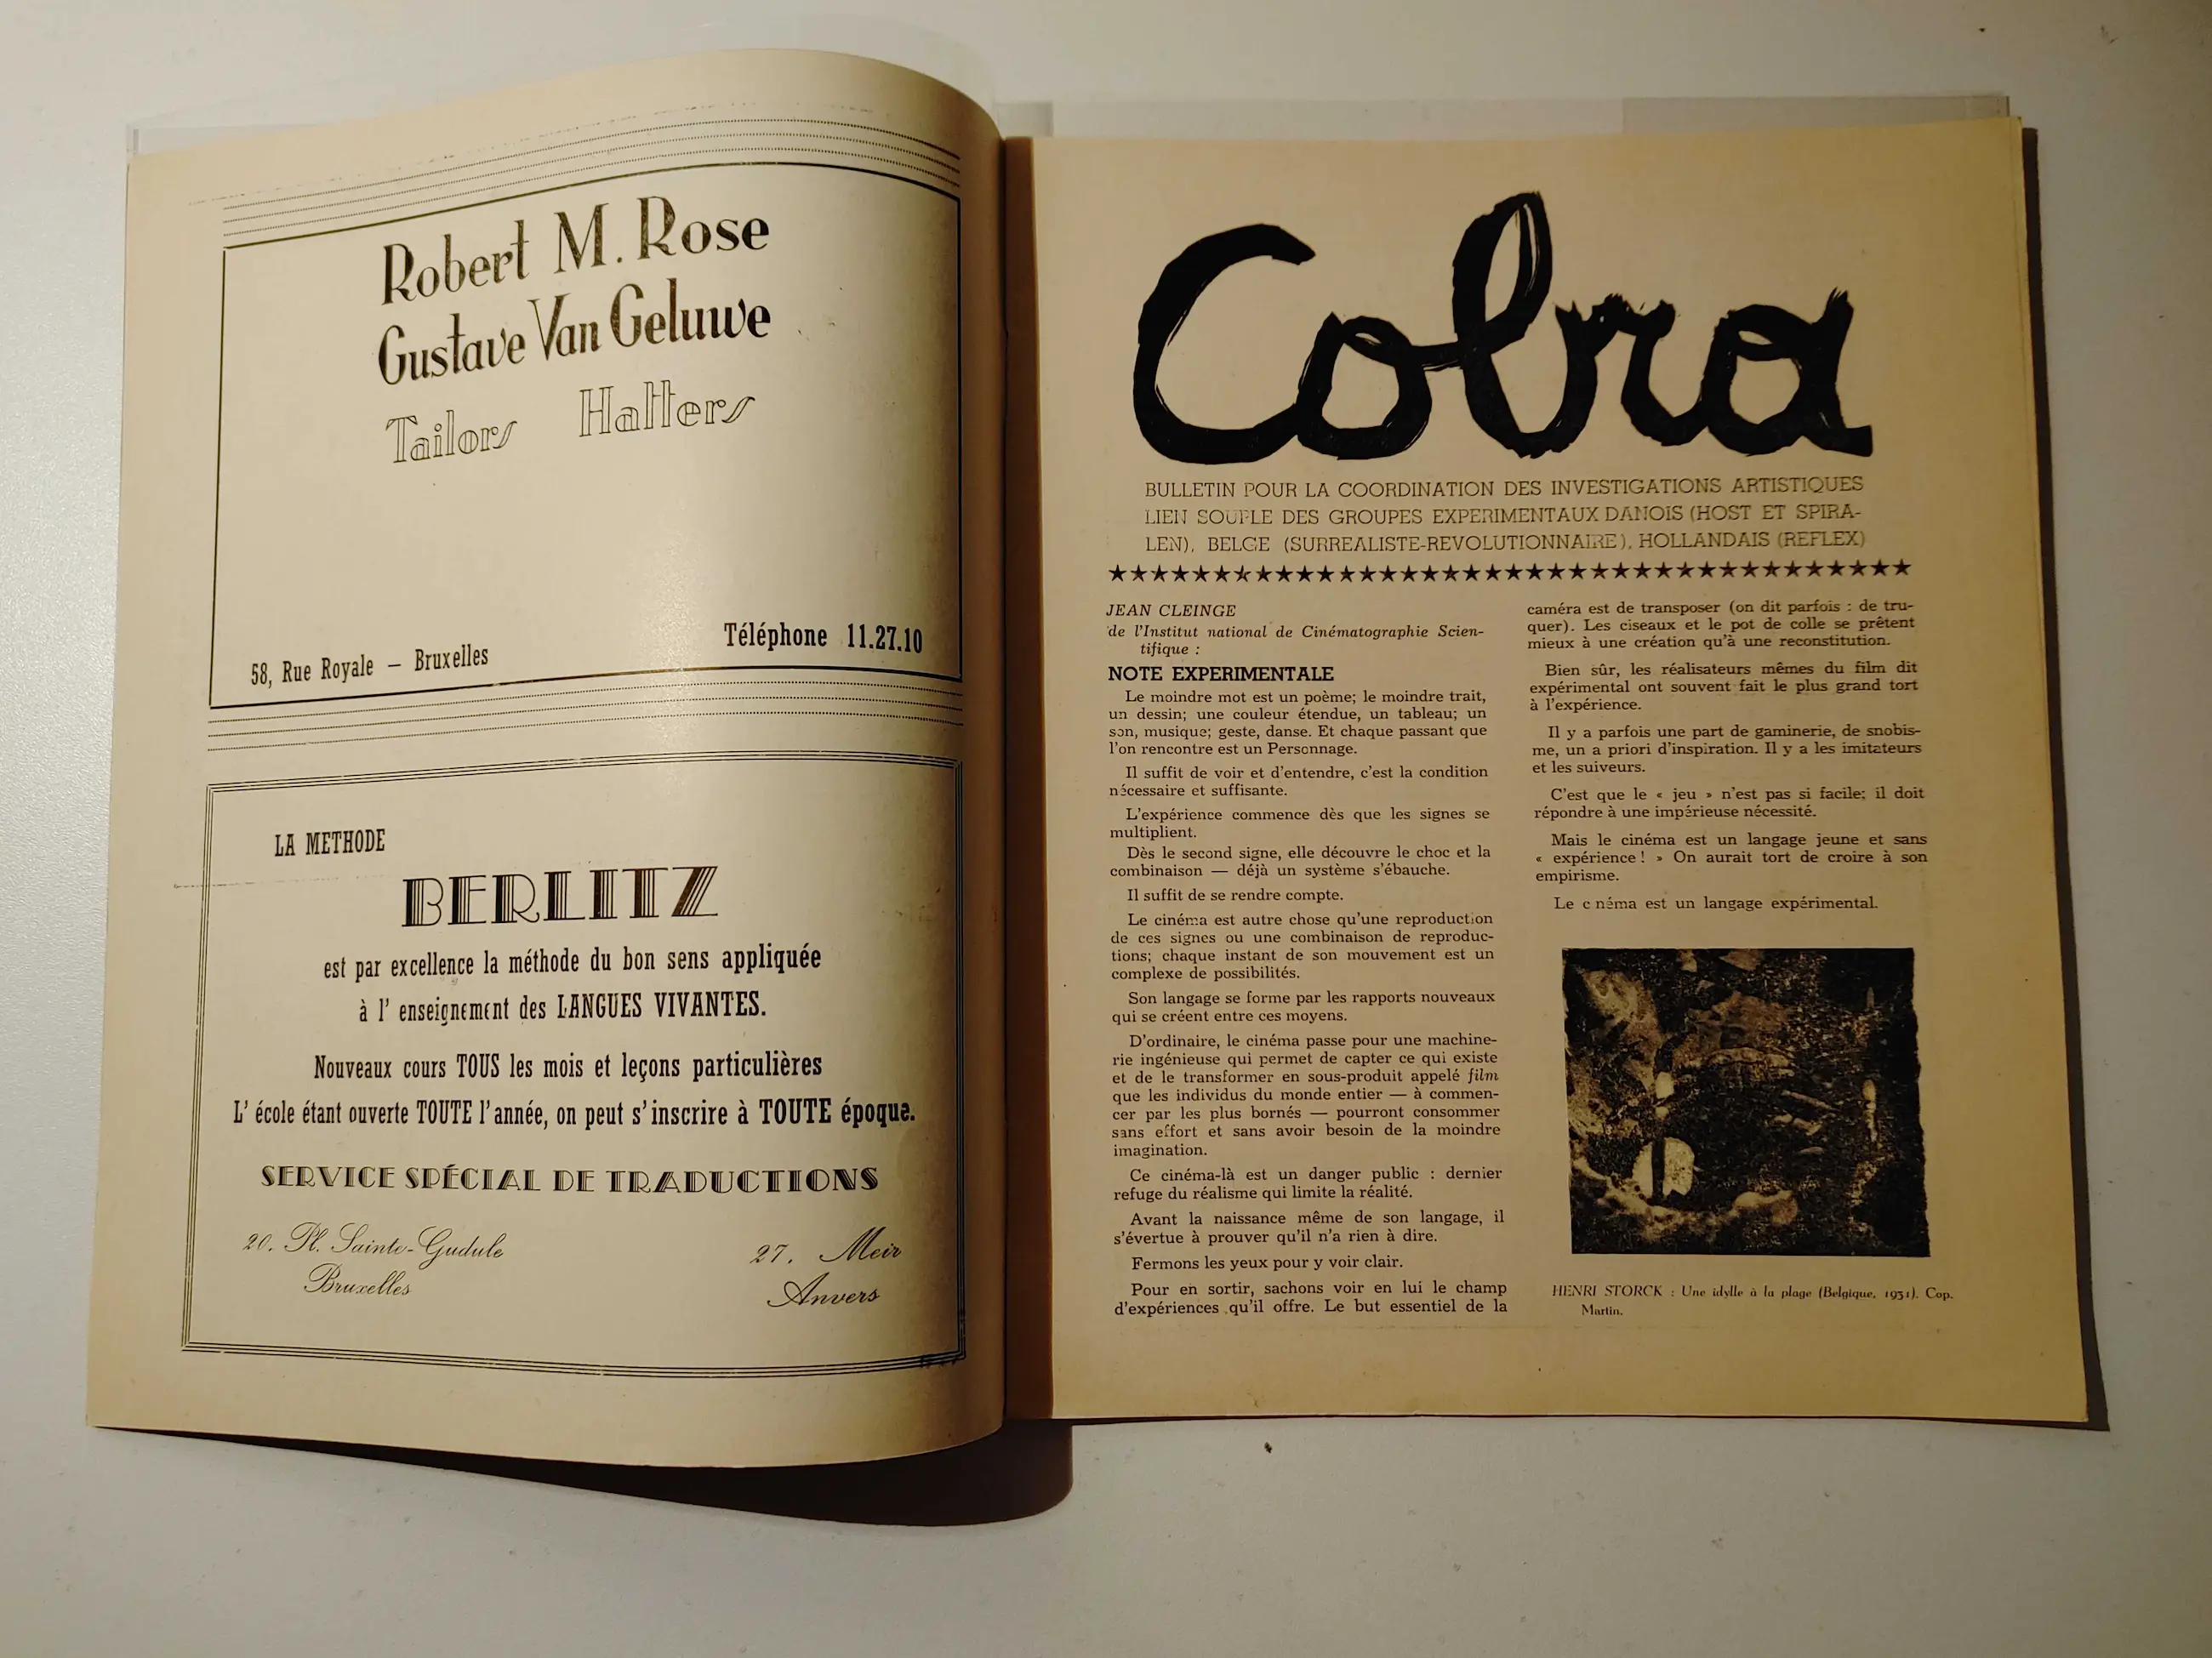 Robert M. Rose
Gustave Van Geluwe
Tailors Hatters
58, Rue Royale — Bruxelles
Téléphone 11.27.10
LA METHODE
BERLITZ
est par excellence la méthode du bon sens appliquée
à l' enseignement des LANGUES VIVANTES.
Nouveaux cours TOUS les mois et leçons particulières
L' école étant ouverte TOUTE l'année, on peut s'inscrire à TOUTE époque.
SERVICE SPÉCIAL DE TRADUCTIONS
20, Pl. Sainte-Gudule
Bruxelles
27, Meir
Anvers
Cobra
BULLETIN POUR LA COORDINATION DES INVESTIGATIONS ARTISTIQUES
LIEN SOUPLE DES GROUPES EXPERIMENTAUX DANOIS (HOST ET SPIRA-
LEN), BELGE (SURREALISTE-REVOLUTIONNAIRE), HOLLANDAIS (REFLEX)
JEAN CLEINGE
de l'Institut national de Cinématographie Scien-
tifique :
NOTE EXPERIMENTALE
Le moindre mot est un poème; le moindre trait,
un dessin; une couleur étendue, un tableau; un
son, musique; geste, danse. Et chaque passant que
l'on rencontre est un Personnage.
Il suffit de voir et d'entendre, c'est la condition
nécessaire et suffisante.
L'expérience commence dès que les signes se
multiplient.
Dès le second signe, elle découvre le choc et la
combinaison — déjà un système s'ébauche.
Il suffit de se rendre compte.
Le cinéma est autre chose qu'une reproduction
de ces signes ou une combinaison de reproduc-
tions; chaque instant de son mouvement est un
complexe de possibilités.
Son langage se forme par les rapports nouveaux
qui se créent entre ces moyens.
D'ordinaire, le cinéma passe pour une machine-
rie ingénieuse qui permet de capter ce qui existe
et de le transformer en sous-produit appelé film
que les individus du monde entier — à commen-
cer par les plus bornés — pourront consommer
sans effort et sans avoir besoin de la moindre
imagination.
Ce cinéma-là est un danger public : dernier
refuge du réalisme qui limite la réalité.
Avant la naissance même de son langage, il
s'évertue à prouver qu'il n'a rien à dire.
Fermons les yeux pour y voir clair.
Pour en sortir, sachons voir en lui le champ
d'expériences qu'il offre. Le but essentiel de la
caméra est de transposer (on dit parfois : de tru-
quer). Les ciseaux et le pot de colle se prêtent
mieux à une création qu'à une reconstitution.
Bien sûr, les réalisateurs mêmes du film dit
expérimental ont souvent fait le plus grand tort
à l'expérience.
Il y a parfois une part de gaminerie, de snobis-
me, un a priori d'inspiration. Il y a les imitateurs
et les suiveurs.
C'est que le « jeu » n'est pas si facile; il doit
répondre à une impérieuse nécessité.
Mais le cinéma est un langage jeune et sans
« expérience ! » On aurait tort de croire à son
empirisme.
Le c néma est un langage expérimental.
HENRI STORCK : Une idylle à la plage (Belgique, 1931). Cop.
Martin.